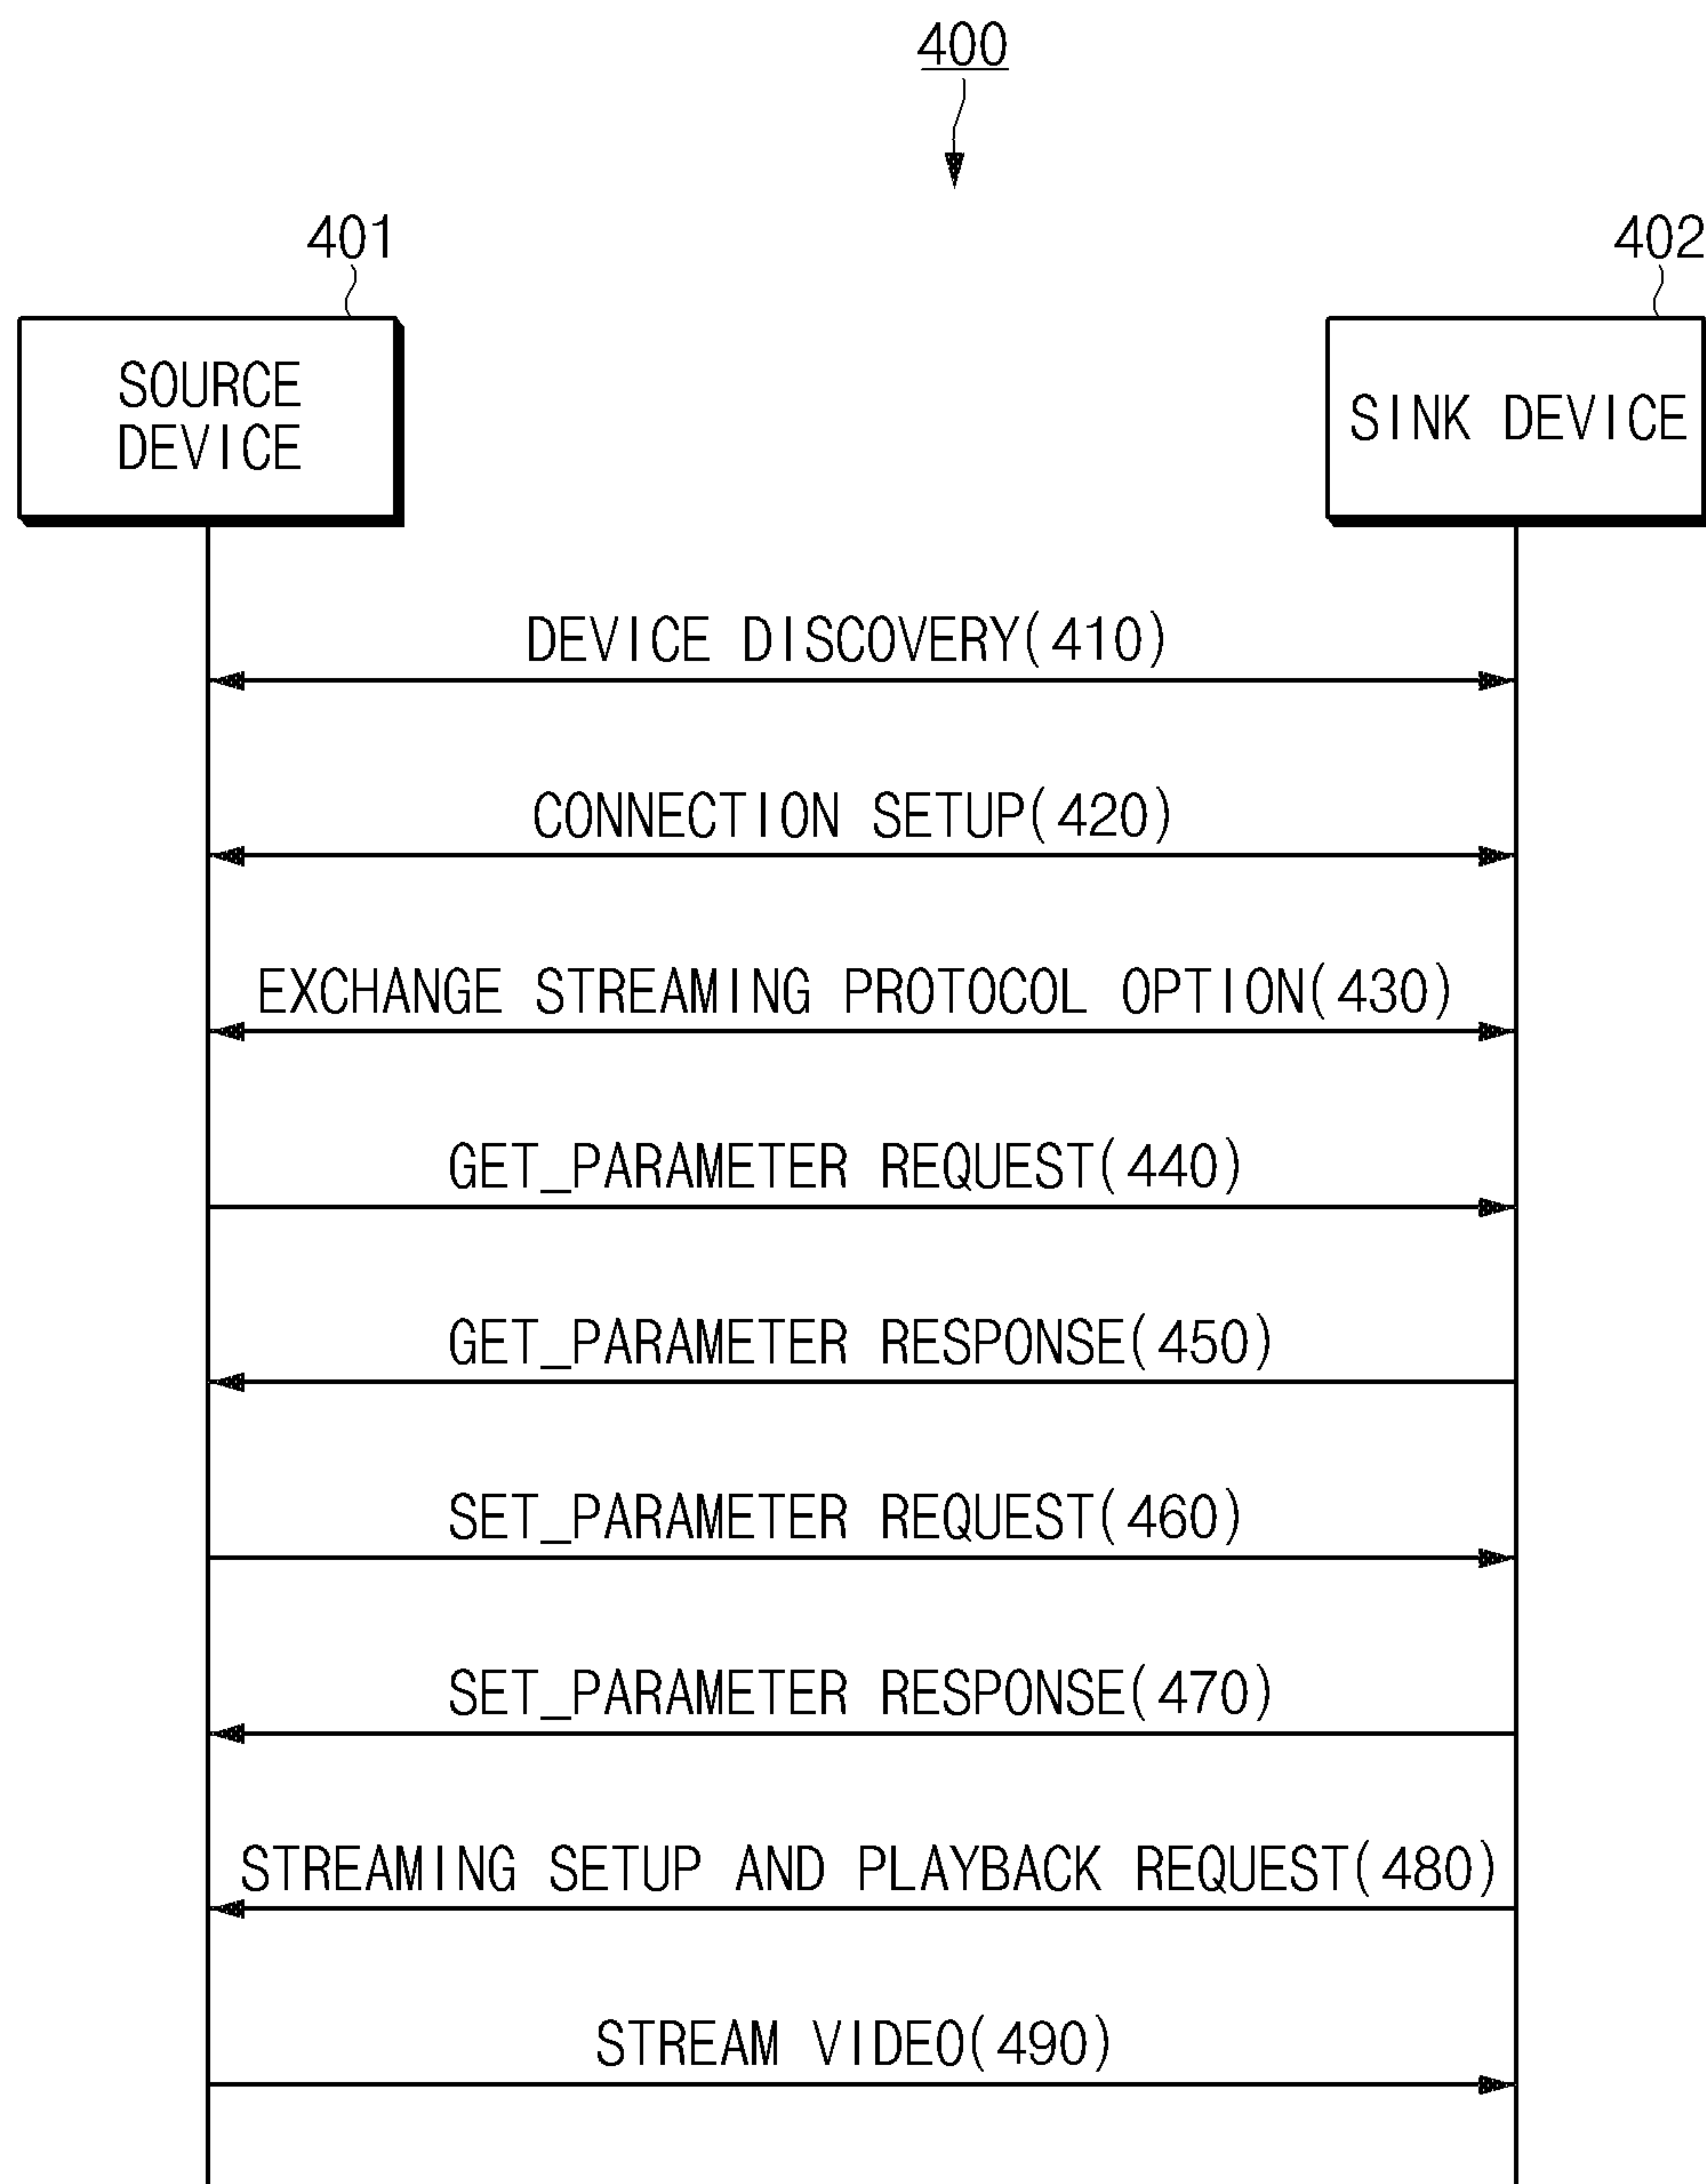 400
401
402
SOURCE
DEVICE
SINK DEVICE
DEVICE DISCOVERY(410)
CONNECTION SETUP(420)
EXCHANGE STREAMING PROTOCOL OPTION(430)
GET_PARAMETER REQUEST(440)
GET_PARAMETER RESPONSE(450)
SET_PARAMETER REQUEST(460)
SET_PARAMETER RESPONSE(470)
STREAMING SETUP AND PLAYBACK REQUEST(480)
STREAM VIDEO(490)